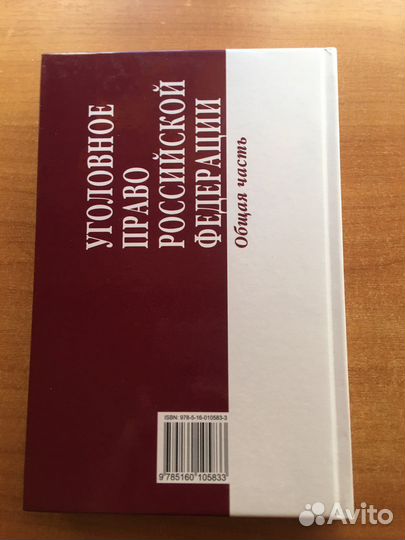 УГОЛОВНОЕ
ПРАВО
РОССИЙСКОЙ
ФЕДЕРАЦИИ
Общая часть
ISBN: 978-5-16-010583-3
9 785160 105833
Avito